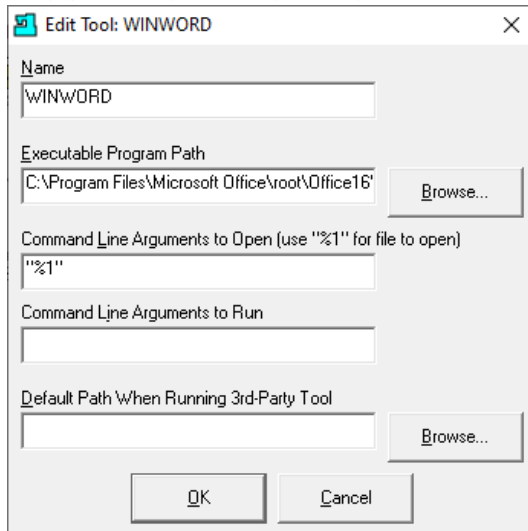 Edit Tool: WINWORD
Name
WINWORD
Executable Program Path
C:\Program Files\Microsoft Office\root\Office16\
Browse...
Command Line Arguments to Open (use "%1" for file to open)
"%1"
Command Line Arguments to Run
Default Path When Running 3rd-Party Tool
Browse...
OK
Cancel